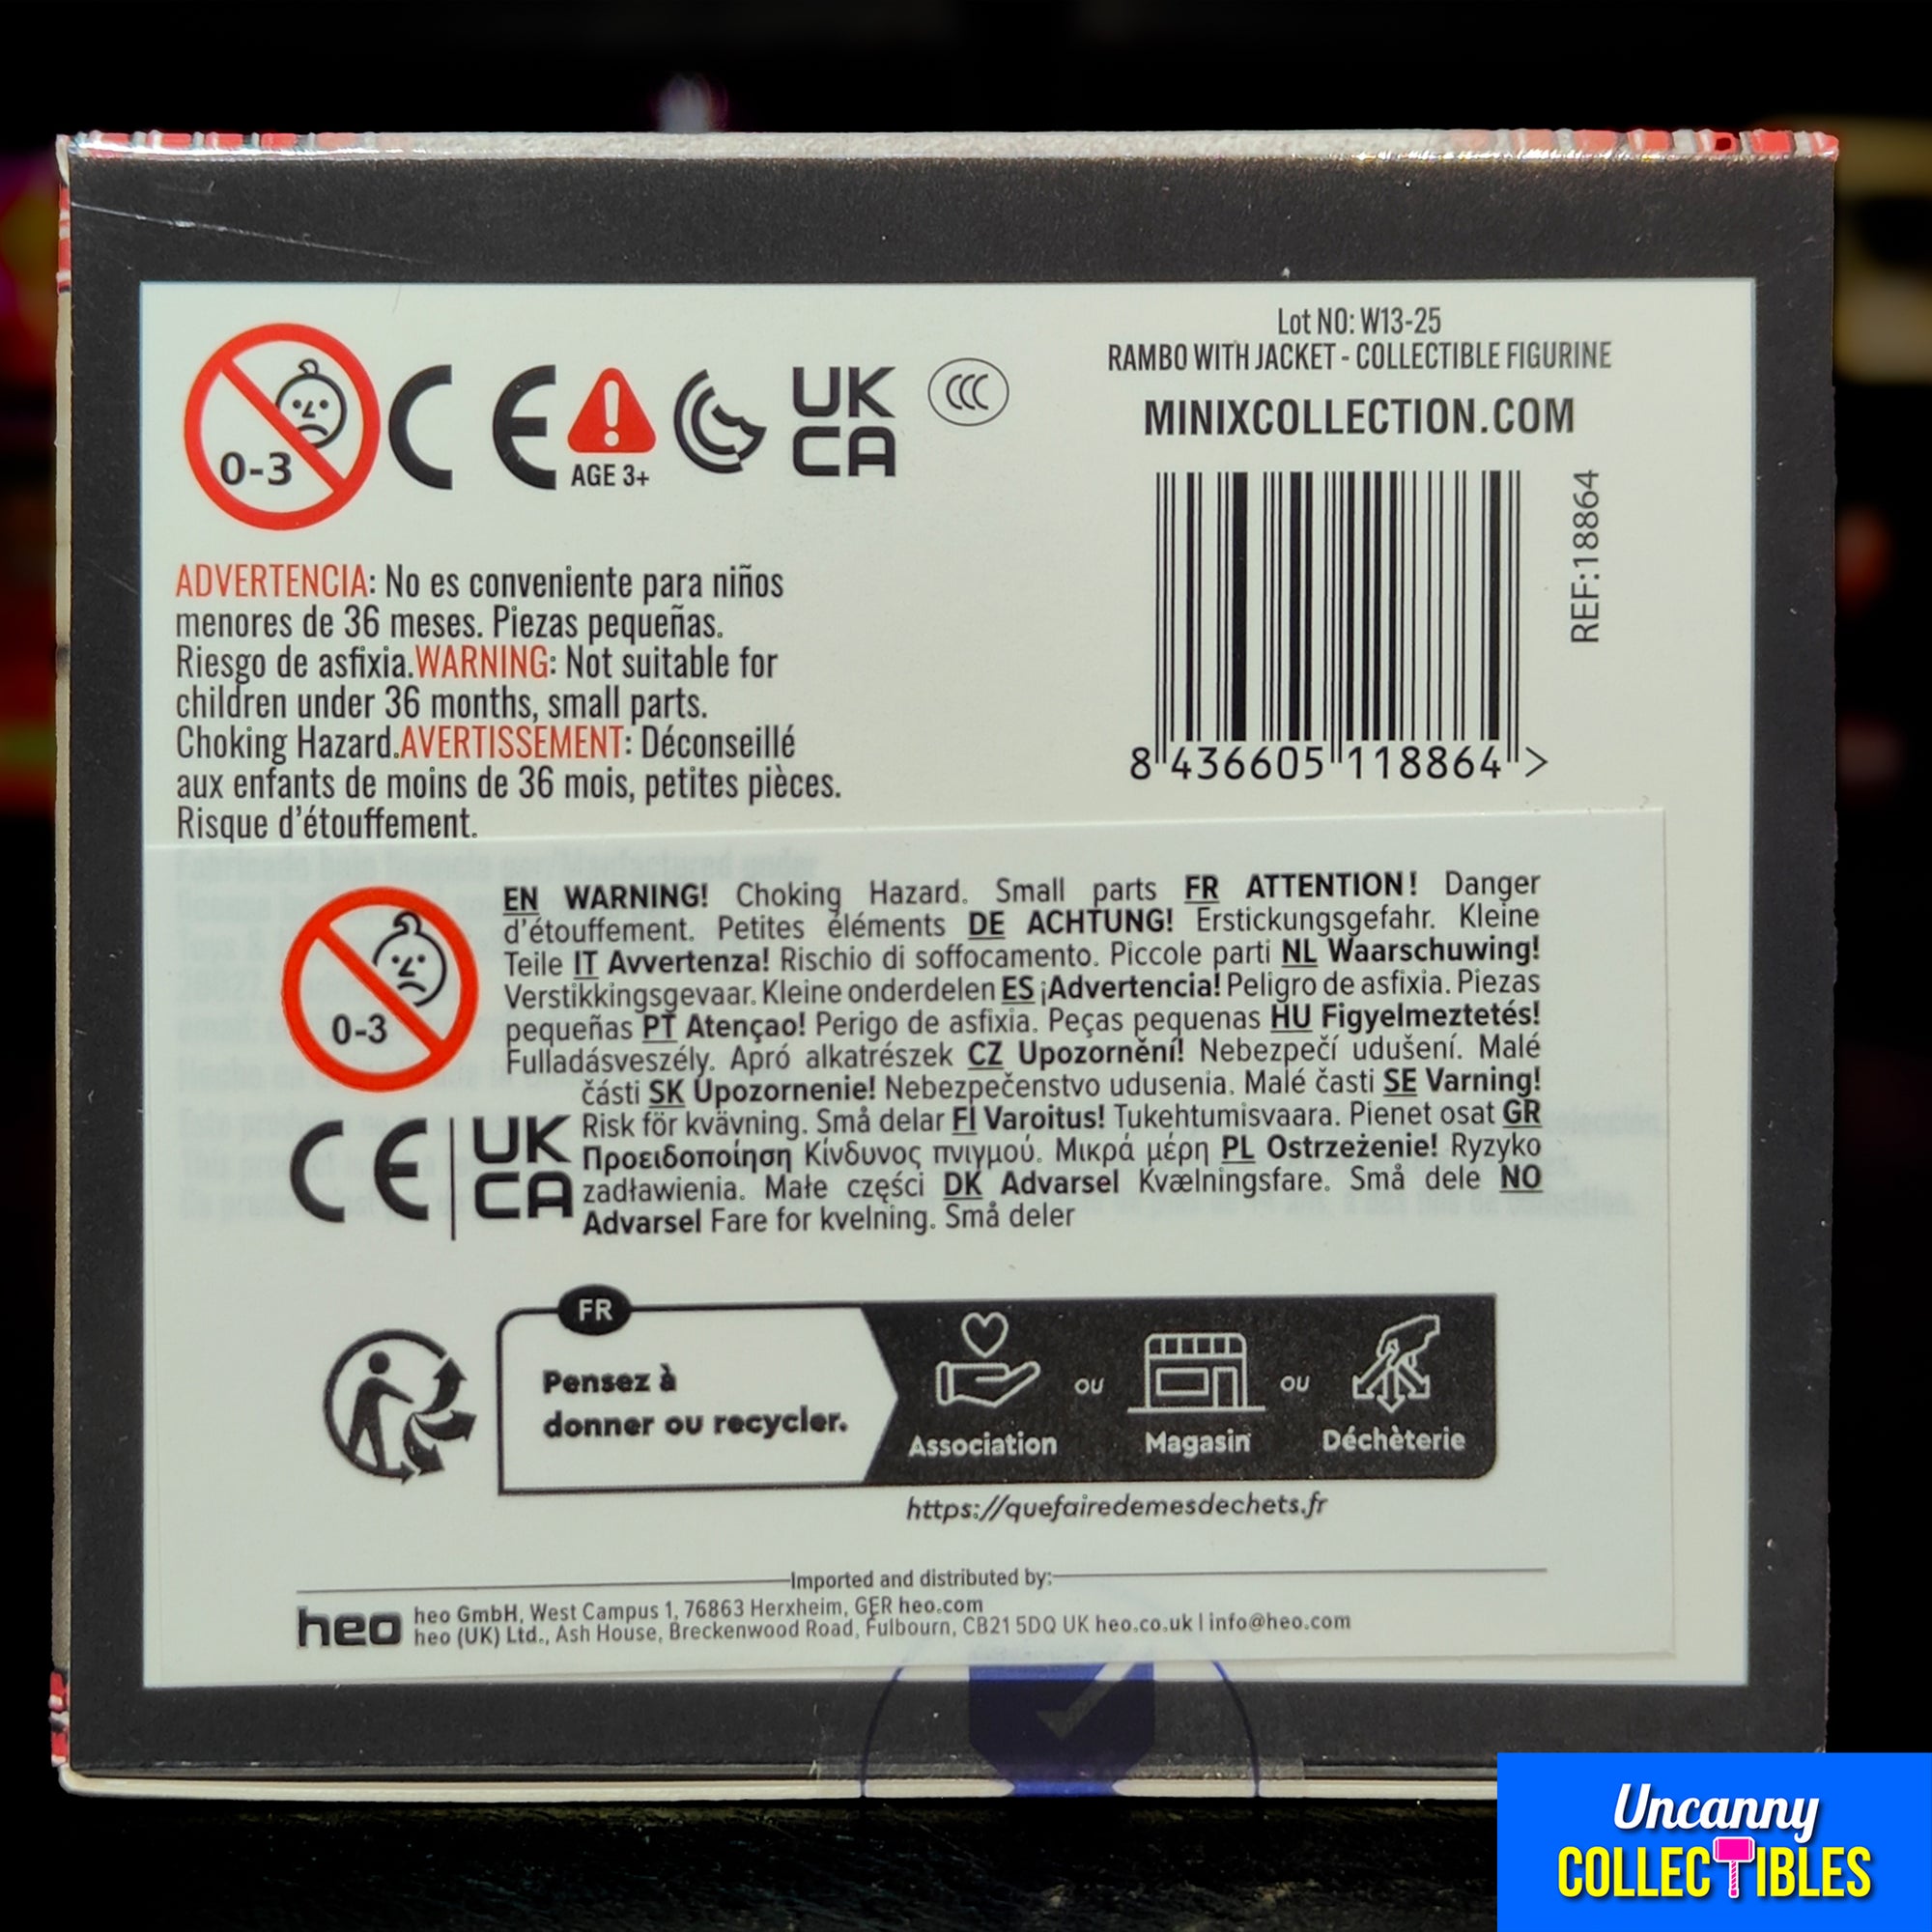 0-3
CE
AGE 3+
UK
CA
CCC
Lot NO: W13-25
RAMBO WITH JACKET - COLLECTIBLE FIGURINE
MINIXCOLLECTION.COM
REF:18864
8 436605 118864 >
ADVERTENCIA: No es conveniente para niños
menores de 36 meses. Piezas pequeñas.
Riesgo de asfixia.WARNING: Not suitable for
children under 36 months, small parts.
Choking Hazard.AVERTISSEMENT: Déconseillé
aux enfants de moins de 36 mois, petites pièces.
Risque d'étouffement.
0-3
CE
UK
CA
EN WARNING! Choking Hazard. Small parts FR ATTENTION! Danger
d'étouffement. Petites éléments DE ACHTUNG! Erstickungsgefahr. Kleine
Teile IT Avvertenza! Rischio di soffocamento. Piccole parti NL Waarschuwing!
Verstikkingsgevaar. Kleine onderdelen ES ¡Advertencia! Peligro de asfixia. Piezas
pequeñas PT Atençao! Perigo de asfixia. Peças pequenas HU Figyelmeztetés!
Fulladásveszély. Apró alkatrészek CZ Upozornění! Nebezpečí udušení. Malé
části SK Upozornenie! Nebezpečenstvo udusenia. Malé časti SE Varning!
Risk för kvävning. Små delar FI Varoitus! Tukehtumisvaara. Pienet osat GR
Προειδοποίηση Κίνδυνος πνιγμού. Μικρά μέρη PL Ostrzeżenie! Ryzyko
zadławienia. Małe części DK Advarsel Kvælningsfare. Små dele NO
Advarsel Fare for kvelning. Små deler
FR
Pensez à
donner ou recycler.
Association
ou
Magasin
ou
Déchèterie
https://quefairedemesdechets.fr
Imported and distributed by:
heo
heo GmbH, West Campus 1, 76863 Herxheim, GER heo.com
heo (UK) Ltd., Ash House, Breckenwood Road, Fulbourn, CB21 5DQ UK heo.co.uk | info@heo.com
Uncanny
COLLECTIBLES